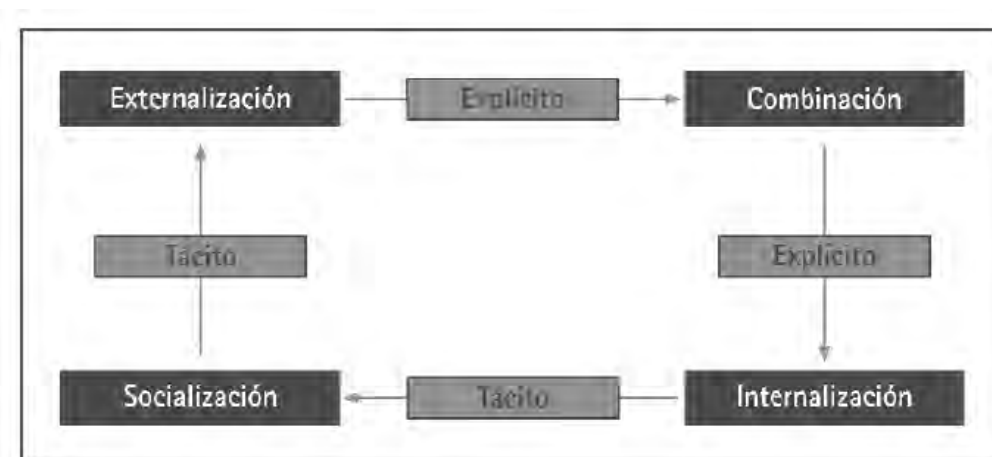 Externalización
Explícito
Combinación
Tácito
Explícito
Socialización
Tácito
Internalización